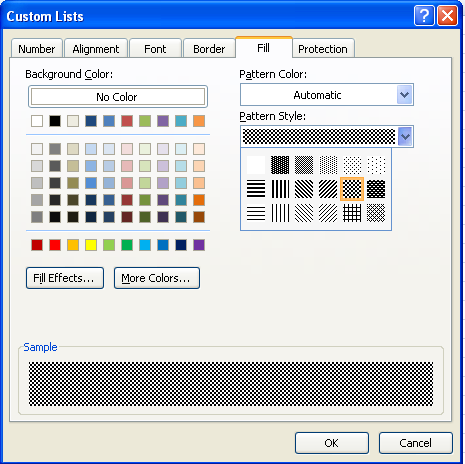 Custom Lists
Number Alignment Font Border Fill Protection
Background Color:
No Color
Pattern Color:
Automatic
Pattern Style:
Fill Effects... More Colors...
Sample
OK Cancel